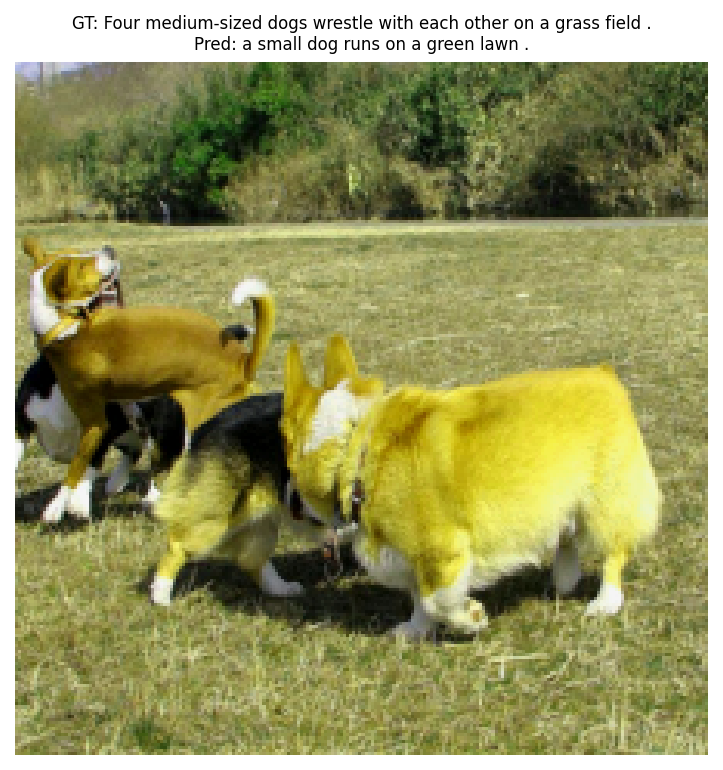 GT: Four medium-sized dogs wrestle with each other on a grass field .
Pred: a small dog runs on a green lawn .